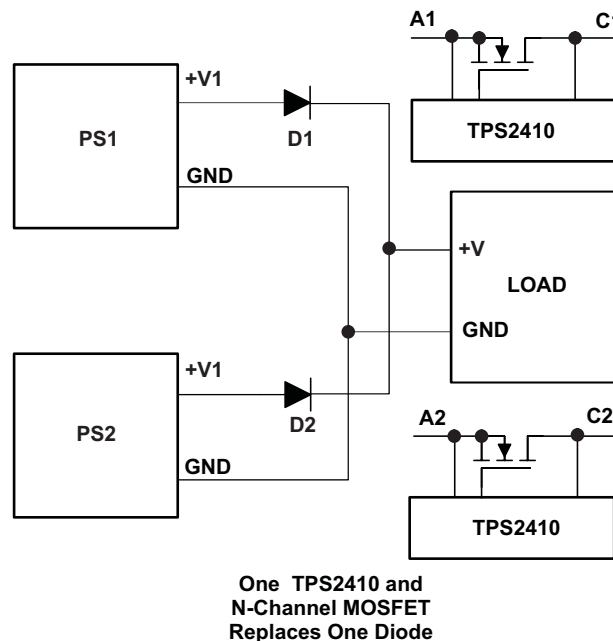 A1
C1
+V1
PS1
D1
TPS2410
GND
+V
LOAD
GND
+V1
A2
C2
PS2
D2
GND
TPS2410
One TPS2410 and
N-Channel MOSFET
Replaces One Diode